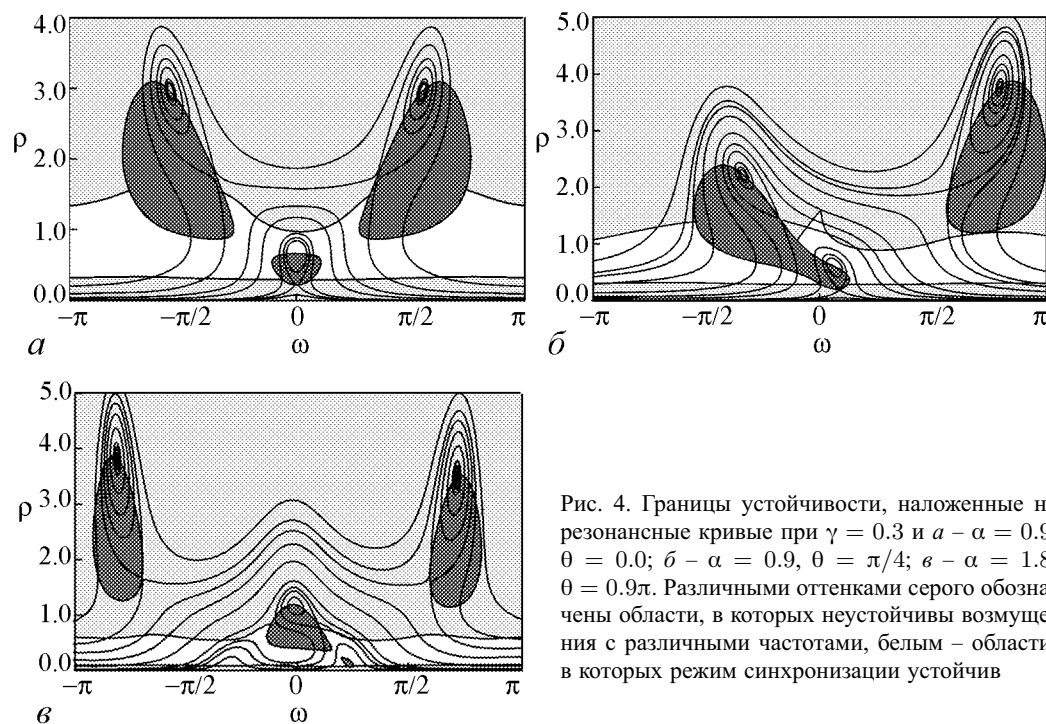 4.0
3.0
ρ
2.0
1.0
0.0
−π −π/2 0 π/2 π
а ω
5.0
4.0
3.0
ρ
2.0
1.0
0.0
−π −π/2 0 π/2 π
б ω
5.0
4.0
3.0
ρ
2.0
1.0
0.0
−π −π/2 0 π/2 π
в ω
Рис. 4. Границы устойчивости, наложенные н
резонансные кривые при γ = 0.3 и а – α = 0.9
θ = 0.0; б – α = 0.9, θ = π/4; в – α = 1.8
θ = 0.9π. Различными оттенками серого обозна
чены области, в которых неустойчивы возмуще
ния с различными частотами, белым – области
в которых режим синхронизации устойчив